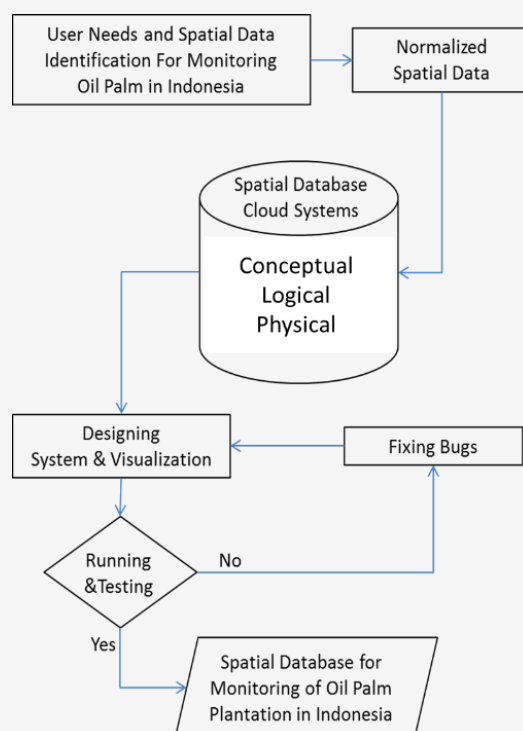 User Needs and Spatial Data
Identification For Monitoring
Oil Palm in Indonesia
Normalized
Spatial Data
Spatial Database
Cloud Systems
Conceptual
Logical
Physical
Designing
System & Visualization
Fixing Bugs
Running
&Testing
No
Yes
Spatial Database for
Monitoring of Oil Palm
Plantation in Indonesia